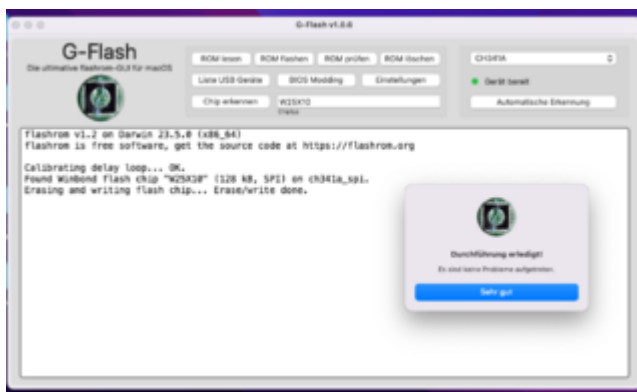 G-Flash v1.0.6
G-Flash
Die ultimative flashrom-GUI für macOS
ROM lesen
ROM flashen
ROM prüfen
ROM löschen
CH341A
Liste USB Geräte
BIOS Modding
Einstellungen
Gerät bereit
Chip erkennen
W25X10
Automatische Erkennung
flashrom v1.2 on Darwin 23.5.0 (x86_64)
flashrom is free software, get the source code at https://flashrom.org
Calibrating delay loop... OK.
Found Winbond flash chip "W25X10" (128 kB, SPI) on ch341a_spi.
Erasing and writing flash chip... Erase/write done.
Durchführung erledigt!
Es sind keine Probleme aufgetreten.
Sehr gut